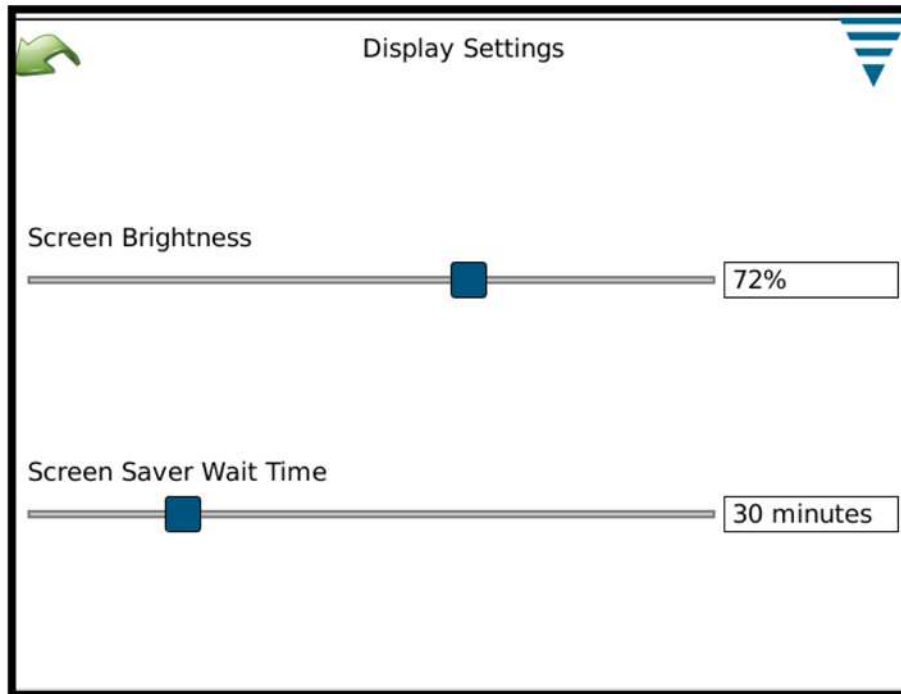 Display Settings
Screen Brightness
72%
Screen Saver Wait Time
30 minutes